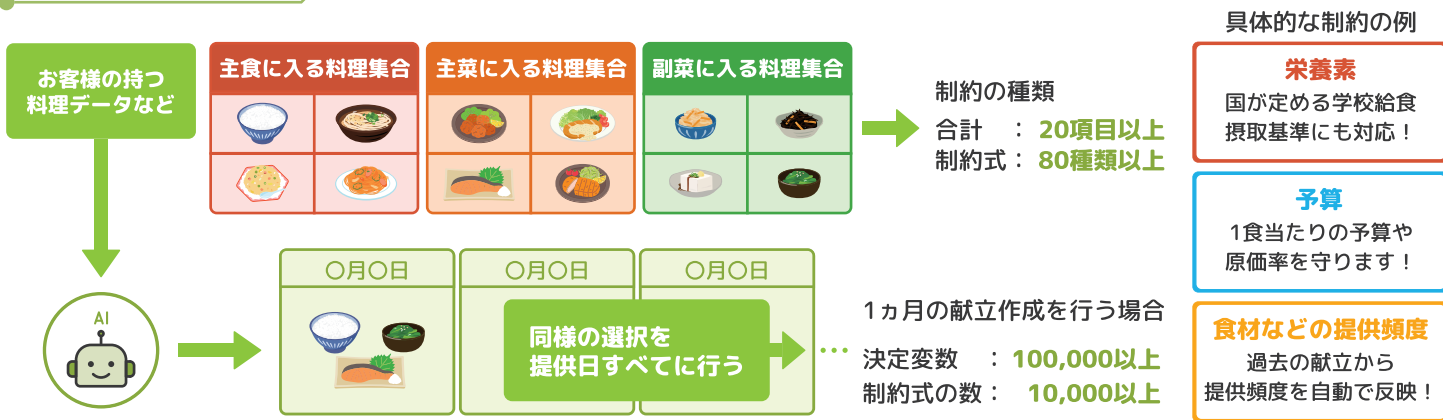 お客様の持つ
料理データなど
主食に入る料理集合
主菜に入る料理集合
副菜に入る料理集合
制約の種類
合計 ： 20項目以上
制約式： 80種類以上
具体的な制約の例
栄養素
国が定める学校給食
摂取基準にも対応！
予算
1食当たりの予算や
原価率を守ります！
食材などの提供頻度
過去の献立から
提供頻度を自動で反映！
AI
〇月〇日
〇月〇日
〇月〇日
同様の選択を
提供日すべてに行う
…
1ヵ月の献立作成を行う場合
決定変数 ： 100,000以上
制約式の数： 10,000以上